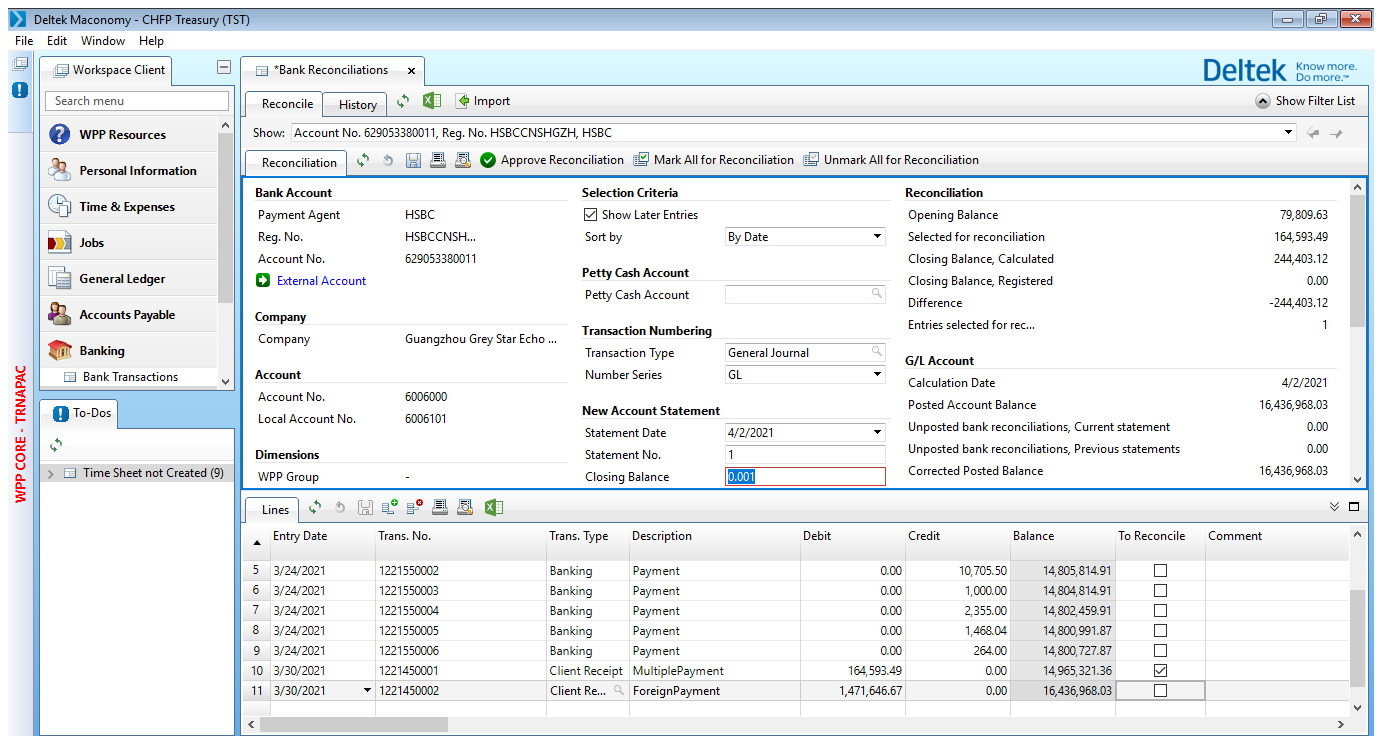 Deltek Maconomy - CHFP Treasury (TST)
File Edit Window Help
Workspace Client
Search menu
WPP Resources
Personal Information
Time & Expenses
Jobs
General Ledger
Accounts Payable
Banking
Bank Transactions
To-Dos
Time Sheet not Created (9)
WPP CORE - TRNAPAC
*Bank Reconciliations
Deltek Know more. Do more.™
Reconcile History Import Show Filter List
Show: Account No. 629053380011, Reg. No. HSBCCNSHGZH, HSBC
Reconciliation Approve Reconciliation Mark All for Reconciliation Unmark All for Reconciliation
Bank Account
Payment Agent HSBC
Reg. No. HSBCCNSH...
Account No. 629053380011
External Account
Company
Company Guangzhou Grey Star Echo ...
Account
Account No. 6006000
Local Account No. 6006101
Dimensions
WPP Group -
Selection Criteria
Show Later Entries
Sort by By Date
Petty Cash Account
Petty Cash Account
Transaction Numbering
Transaction Type General Journal
Number Series GL
New Account Statement
Statement Date 4/2/2021
Statement No. 1
Closing Balance 0.001
Reconciliation
Opening Balance 79,809.63
Selected for reconciliation 164,593.49
Closing Balance, Calculated 244,403.12
Closing Balance, Registered 0.00
Difference -244,403.12
Entries selected for rec... 1
G/L Account
Calculation Date 4/2/2021
Posted Account Balance 16,436,968.03
Unposted bank reconciliations, Current statement 0.00
Unposted bank reconciliations, Previous statements 0.00
Corrected Posted Balance 16,436,968.03
Lines
Entry Date Trans. No. Trans. Type Description Debit Credit Balance To Reconcile Comment
5 3/24/2021 1221550002 Banking Payment 0.00 10,705.50 14,805,814.91
6 3/24/2021 1221550003 Banking Payment 0.00 1,000.00 14,804,814.91
7 3/24/2021 1221550004 Banking Payment 0.00 2,355.00 14,802,459.91
8 3/24/2021 1221550005 Banking Payment 0.00 1,468.04 14,800,991.87
9 3/24/2021 1221550006 Banking Payment 0.00 264.00 14,800,727.87
10 3/30/2021 1221450001 Client Receipt MultiplePayment 164,593.49 0.00 14,965,321.36
11 3/30/2021 1221450002 Client Re... ForeignPayment 1,471,646.67 0.00 16,436,968.03